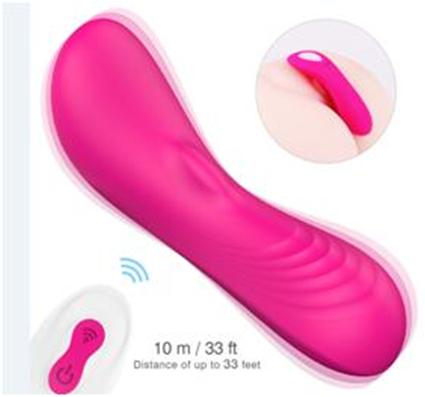 10 m / 33 ft
Distance of up to 33 feet